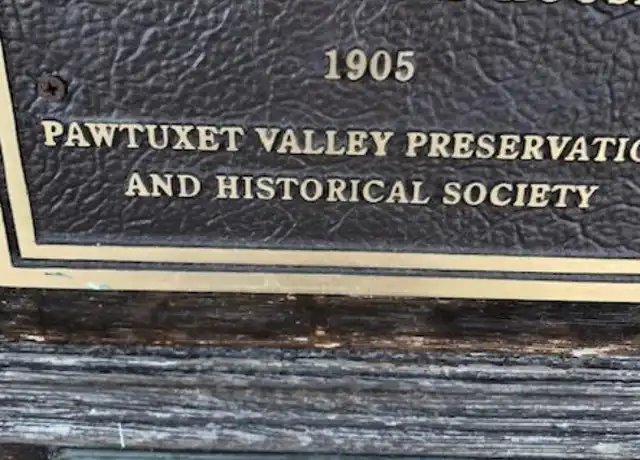 1905
PAWTUXET VALLEY PRESERVATIO
AND HISTORICAL SOCIETY